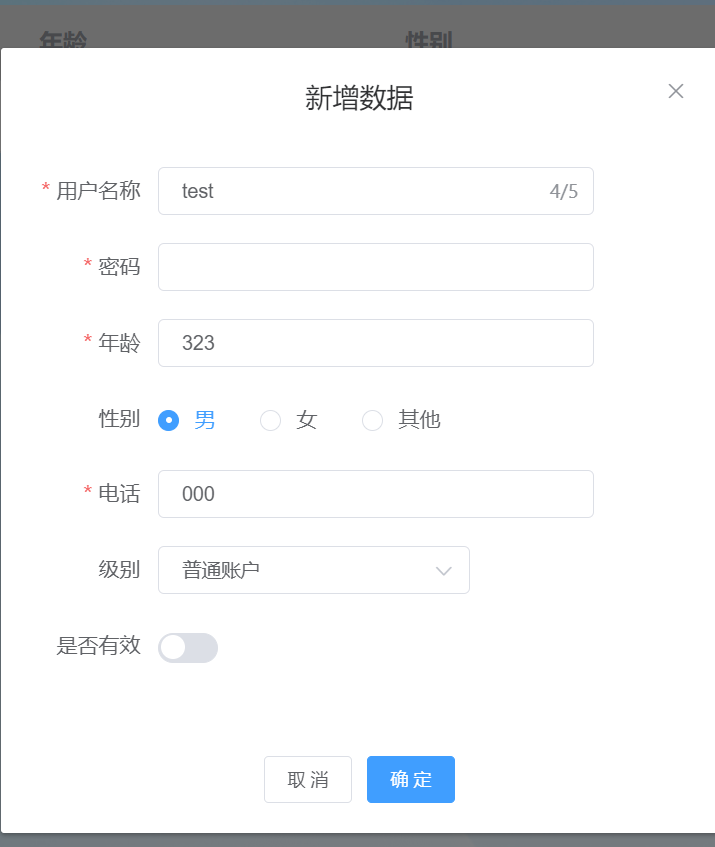 年龄 性别
新增数据
* 用户名称 test 4/5
* 密码
* 年龄 323
性别 男 女 其他
* 电话 000
级别 普通账户
是否有效
取消 确定